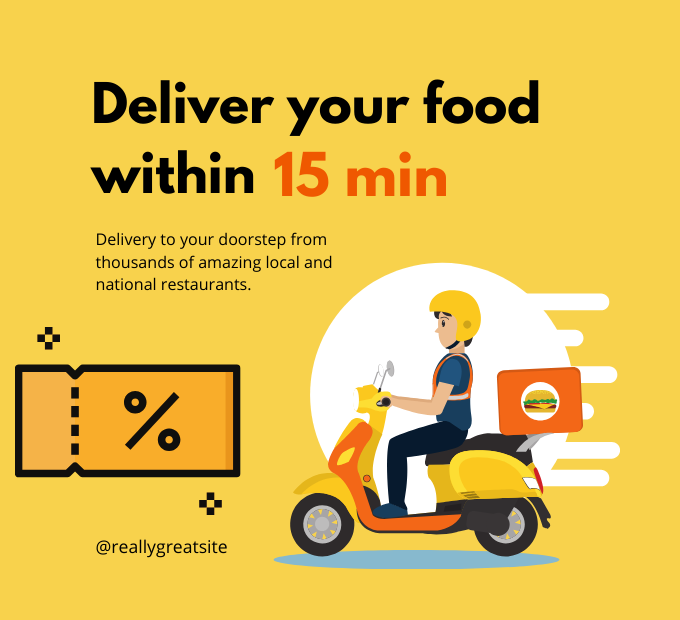 Deliver your food
within 15 min
Delivery to your doorstep from
thousands of amazing local and
national restaurants.
%
@reallygreatsite